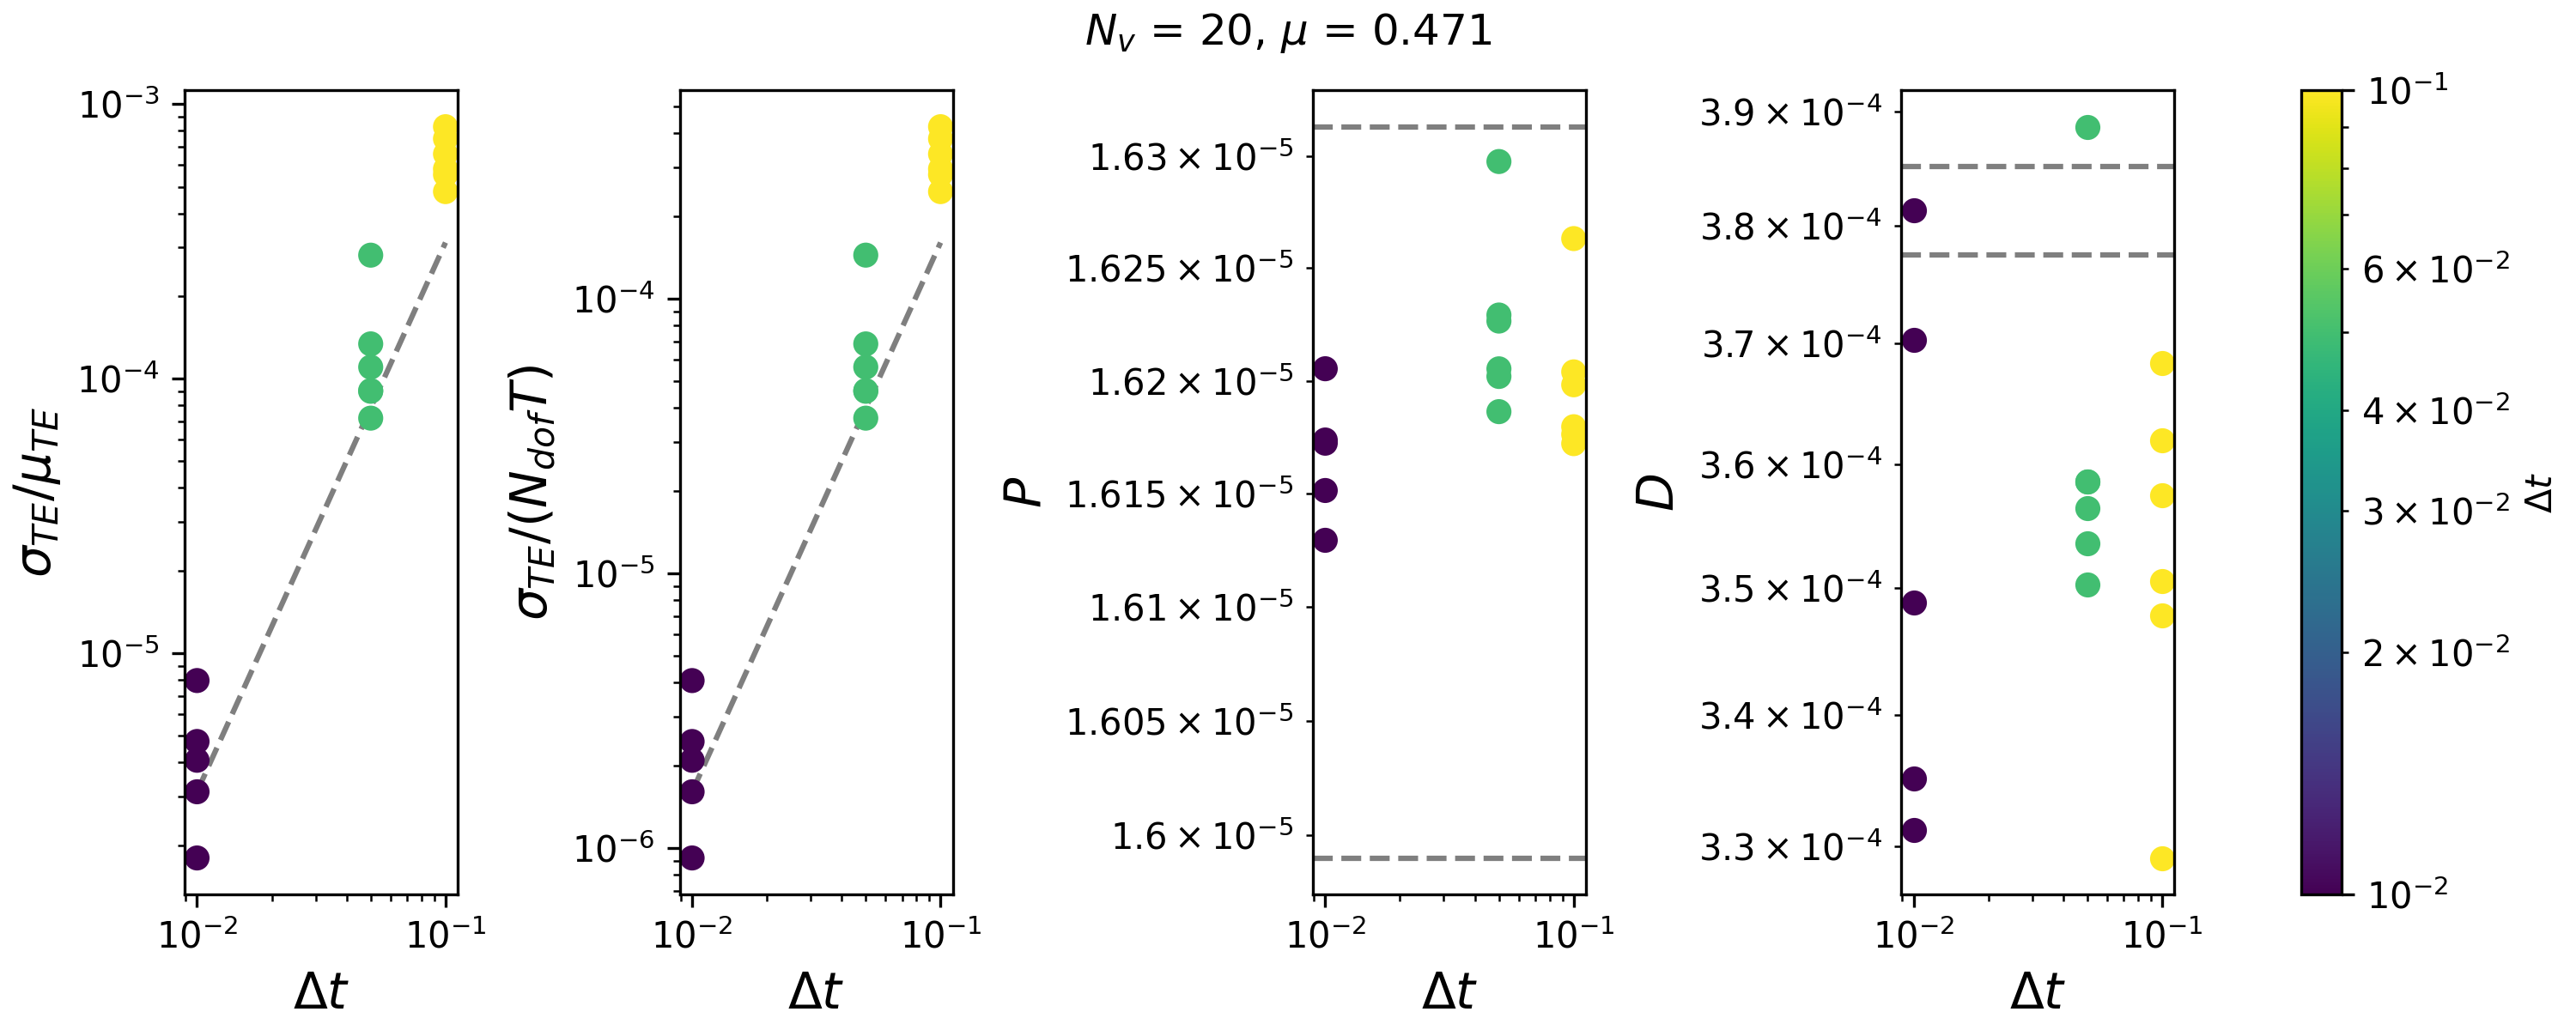 N_v = 20, μ = 0.471
10⁻³
10⁻⁴
10⁻⁵
σ_TE/μ_TE
10⁻² 10⁻¹
Δt
10⁻⁴
10⁻⁵
10⁻⁶
σ_TE/(N_dof T)
10⁻² 10⁻¹
Δt
1.63 × 10⁻⁵
1.625 × 10⁻⁵
1.62 × 10⁻⁵
1.615 × 10⁻⁵
1.61 × 10⁻⁵
1.605 × 10⁻⁵
1.6 × 10⁻⁵
P
10⁻² 10⁻¹
Δt
3.9 × 10⁻⁴
3.8 × 10⁻⁴
3.7 × 10⁻⁴
3.6 × 10⁻⁴
3.5 × 10⁻⁴
3.4 × 10⁻⁴
3.3 × 10⁻⁴
D
10⁻² 10⁻¹
Δt
10⁻¹
6 × 10⁻²
4 × 10⁻²
3 × 10⁻²
2 × 10⁻²
10⁻²
Δt